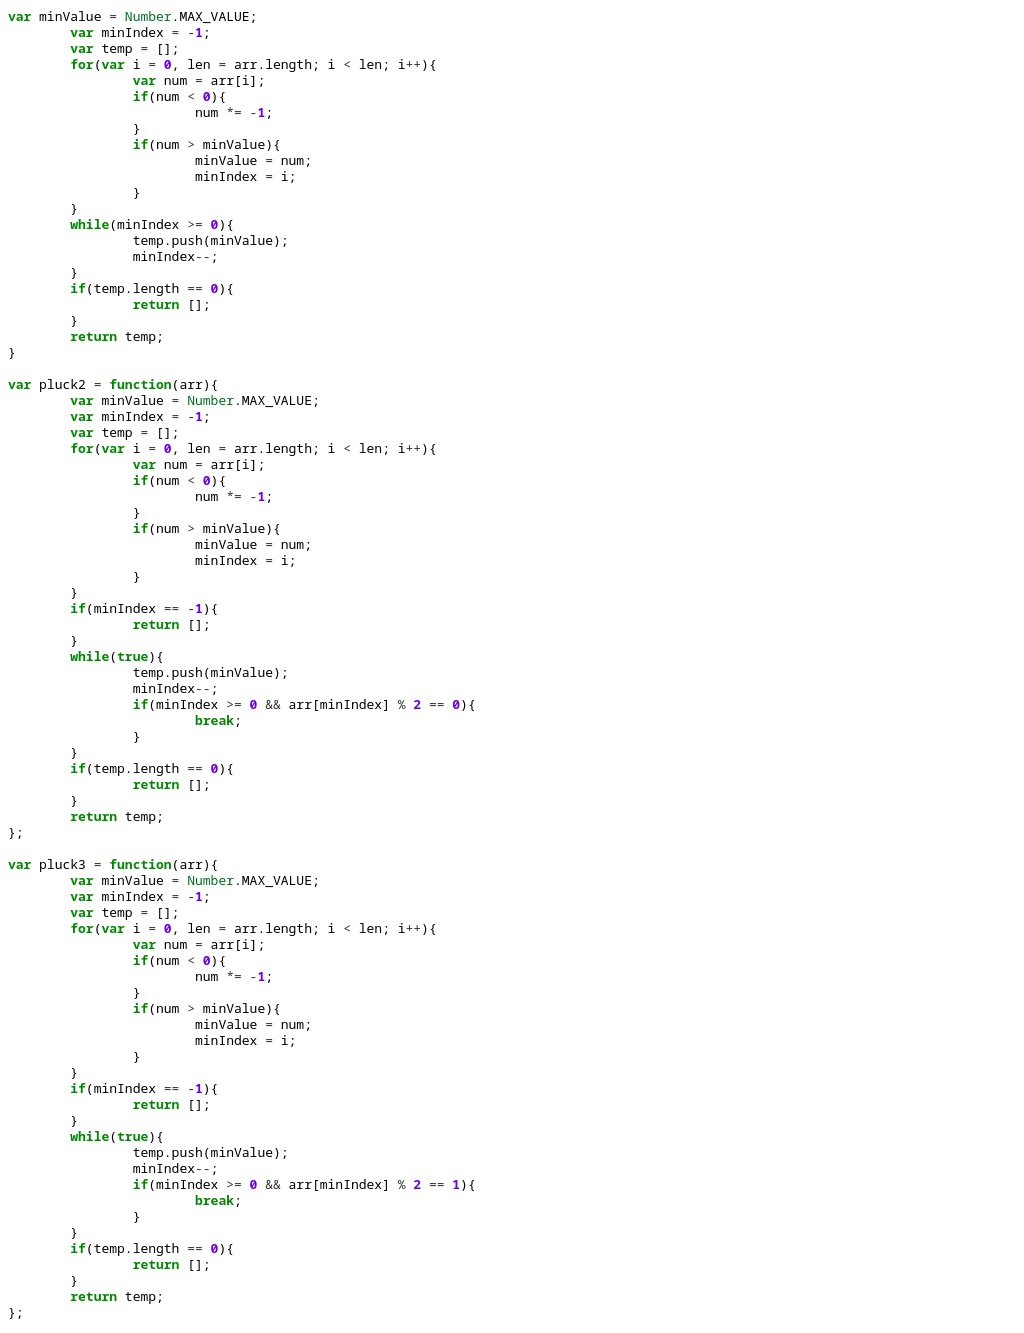 var minValue = Number.MAX_VALUE;
        var minIndex = -1;
        var temp = [];
        for(var i = 0, len = arr.length; i < len; i++){
                var num = arr[i];
                if(num < 0){
                        num *= -1;
                }
                if(num > minValue){
                        minValue = num;
                        minIndex = i;
                }
        }
        while(minIndex >= 0){
                temp.push(minValue);
                minIndex--;
        }
        if(temp.length == 0){
                return [];
        }
        return temp;
}

var pluck2 = function(arr){
        var minValue = Number.MAX_VALUE;
        var minIndex = -1;
        var temp = [];
        for(var i = 0, len = arr.length; i < len; i++){
                var num = arr[i];
                if(num < 0){
                        num *= -1;
                }
                if(num > minValue){
                        minValue = num;
                        minIndex = i;
                }
        }
        if(minIndex == -1){
                return [];
        }
        while(true){
                temp.push(minValue);
                minIndex--;
                if(minIndex >= 0 && arr[minIndex] % 2 == 0){
                        break;
                }
        }
        if(temp.length == 0){
                return [];
        }
        return temp;
};

var pluck3 = function(arr){
        var minValue = Number.MAX_VALUE;
        var minIndex = -1;
        var temp = [];
        for(var i = 0, len = arr.length; i < len; i++){
                var num = arr[i];
                if(num < 0){
                        num *= -1;
                }
                if(num > minValue){
                        minValue = num;
                        minIndex = i;
                }
        }
        if(minIndex == -1){
                return [];
        }
        while(true){
                temp.push(minValue);
                minIndex--;
                if(minIndex >= 0 && arr[minIndex] % 2 == 1){
                        break;
                }
        }
        if(temp.length == 0){
                return [];
        }
        return temp;
};